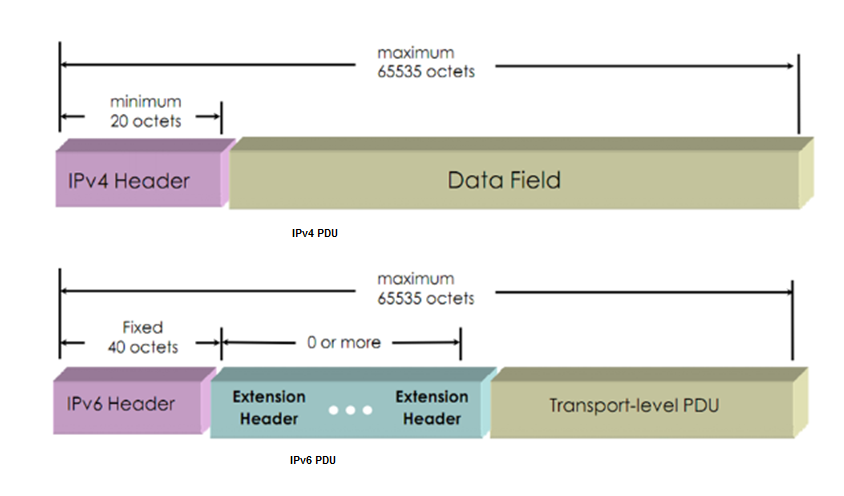 maximum
65535 octets
minimum
20 octets
IPv4 Header
Data Field
IPv4 PDU
maximum
65535 octets
Fixed
40 octets
0 or more
IPv6 Header
Extension
Header
Extension
Header
Transport-level PDU
IPv6 PDU